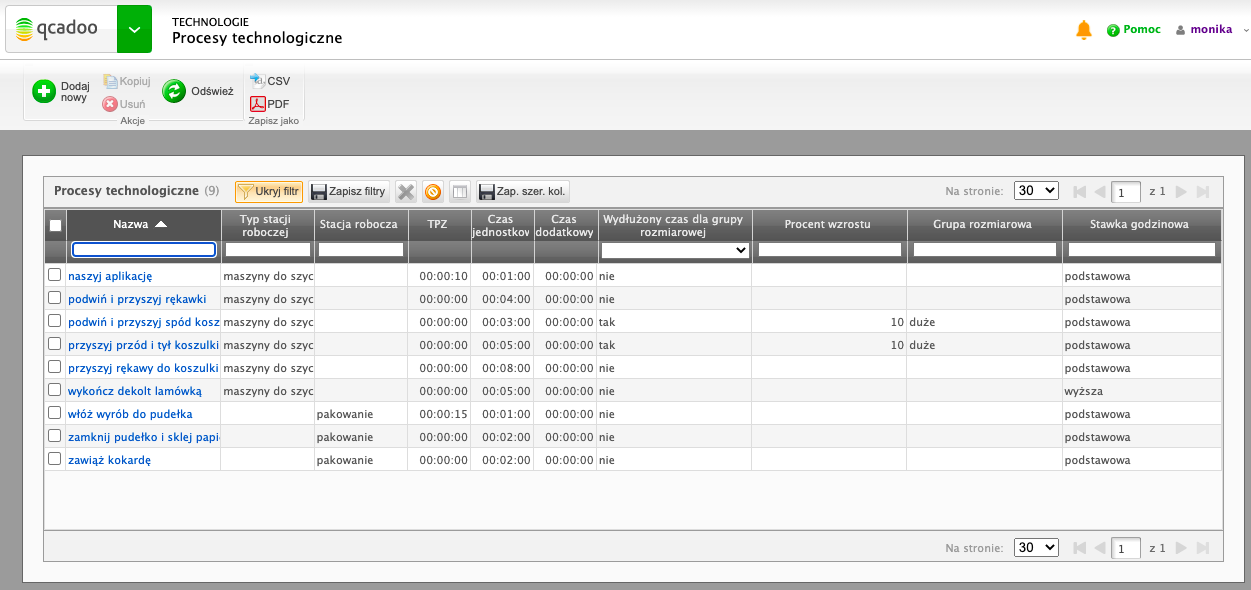 qcadoo
TECHNOLOGIE
Procesy technologiczne
Pomoc
monika
Dodaj nowy
Kopiuj
Usuń
Odśwież
Akcje
CSV
PDF
Zapisz jako
Procesy technologiczne (9) Ukryj filtr Zapisz filtry Zap. szer. kol. Na stronie: 30 1 z 1
Nazwa Typ stacji roboczej Stacja robocza TPZ Czas jednostkow Czas dodatkowy Wydłużony czas dla grupy rozmiarowej Procent wzrostu Grupa rozmiarowa Stawka godzinowa
naszyj aplikację maszyny do szyc 00:00:10 00:01:00 00:00:00 nie podstawowa
podwiń i przyszyj rękawki maszyny do szyc 00:00:00 00:04:00 00:00:00 nie podstawowa
podwiń i przyszyj spód kosz maszyny do szyc 00:00:00 00:03:00 00:00:00 tak 10 duże podstawowa
przyszyj przód i tył koszulki maszyny do szyc 00:00:00 00:05:00 00:00:00 tak 10 duże podstawowa
przyszyj rękawy do koszulki maszyny do szyc 00:00:00 00:08:00 00:00:00 nie podstawowa
wykończ dekolt lamówką maszyny do szyc 00:00:00 00:05:00 00:00:00 nie wyższa
włóż wyrób do pudełka pakowanie 00:00:15 00:01:00 00:00:00 nie podstawowa
zamknij pudełko i sklej papi pakowanie 00:00:00 00:02:00 00:00:00 nie podstawowa
zawiąż kokardę pakowanie 00:00:00 00:02:00 00:00:00 nie podstawowa
Na stronie: 30 1 z 1